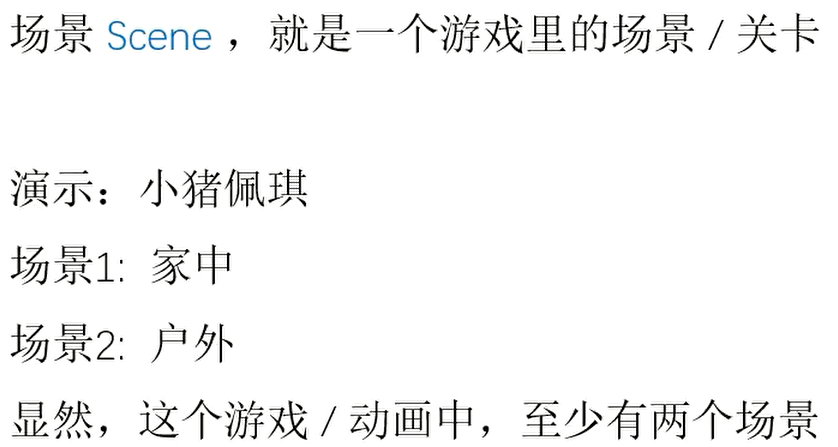 场景 Scene ，就是一个游戏里的场景 / 关卡
演示：小猪佩琪
场景1: 家中
场景2: 户外
显然，这个游戏 / 动画中，至少有两个场景